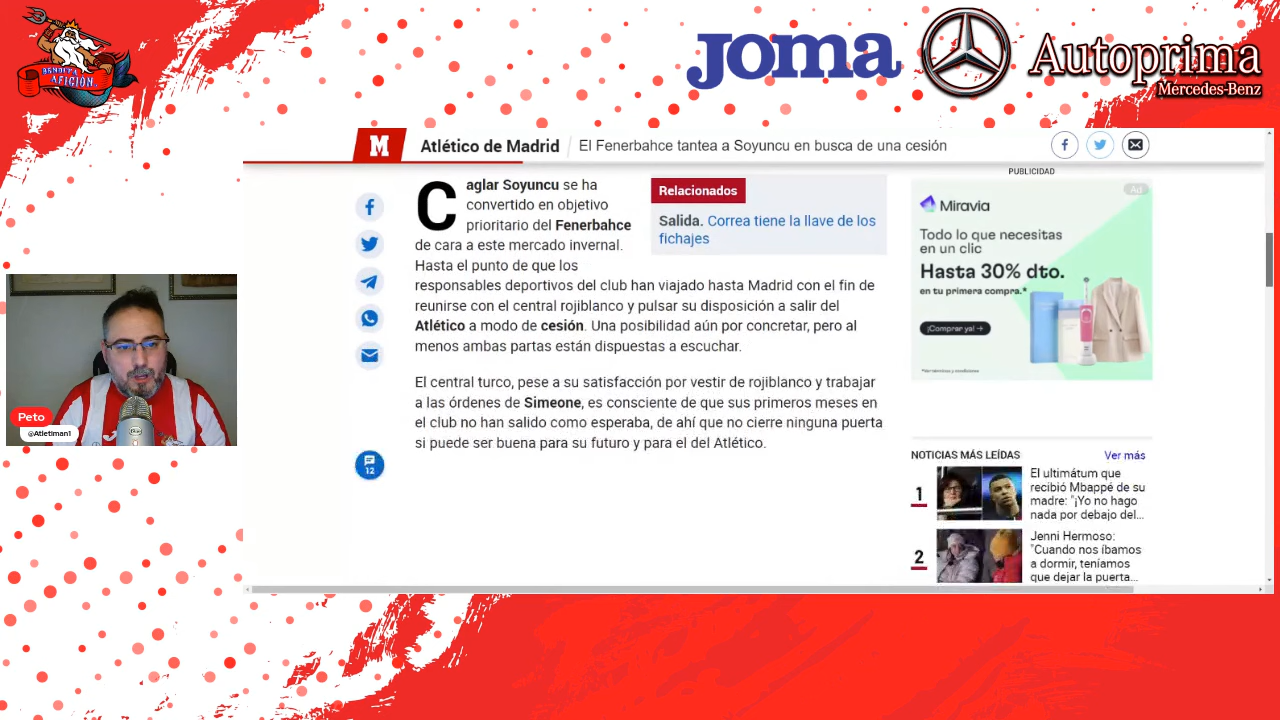 BENDITA
AFICIÓN
Joma
Autoprima
Mercedes-Benz
M
Atlético de Madrid
El Fenerbahce tantea a Soyuncu en busca de una cesión
PUBLICIDAD
Caglar Soyuncu se ha
convertido en objetivo
prioritario del Fenerbahce
de cara a este mercado invernal.
Hasta el punto de que los
responsables deportivos del club han viajado hasta Madrid con el fin de
reunirse con el central rojiblanco y pulsar su disposición a salir del
Atlético a modo de cesión. Una posibilidad aún por concretar, pero al
menos ambas partas están dispuestas a escuchar.
El central turco, pese a su satisfacción por vestir de rojiblanco y trabajar
a las órdenes de Simeone, es consciente de que sus primeros meses en
el club no han salido como esperaba, de ahí que no cierre ninguna puerta
si puede ser buena para su futuro y para el del Atlético.
Relacionados
Salida. Correa tiene la llave de los
fichajes
12
Ad
Miravia
Todo lo que necesitas
en un clic
Hasta 30% dto.
en tu primera compra.*
¡Comprar ya! →
*Ver términos y condiciones
NOTICIAS MÁS LEÍDAS
Ver más
1
El ultimátum que
recibió Mbappé de su
madre: "¡Yo no hago
nada por debajo del...
2
Jenni Hermoso:
"Cuando nos íbamos
a dormir, teníamos
que dejar la puerta...
Peto
@Atletiman1